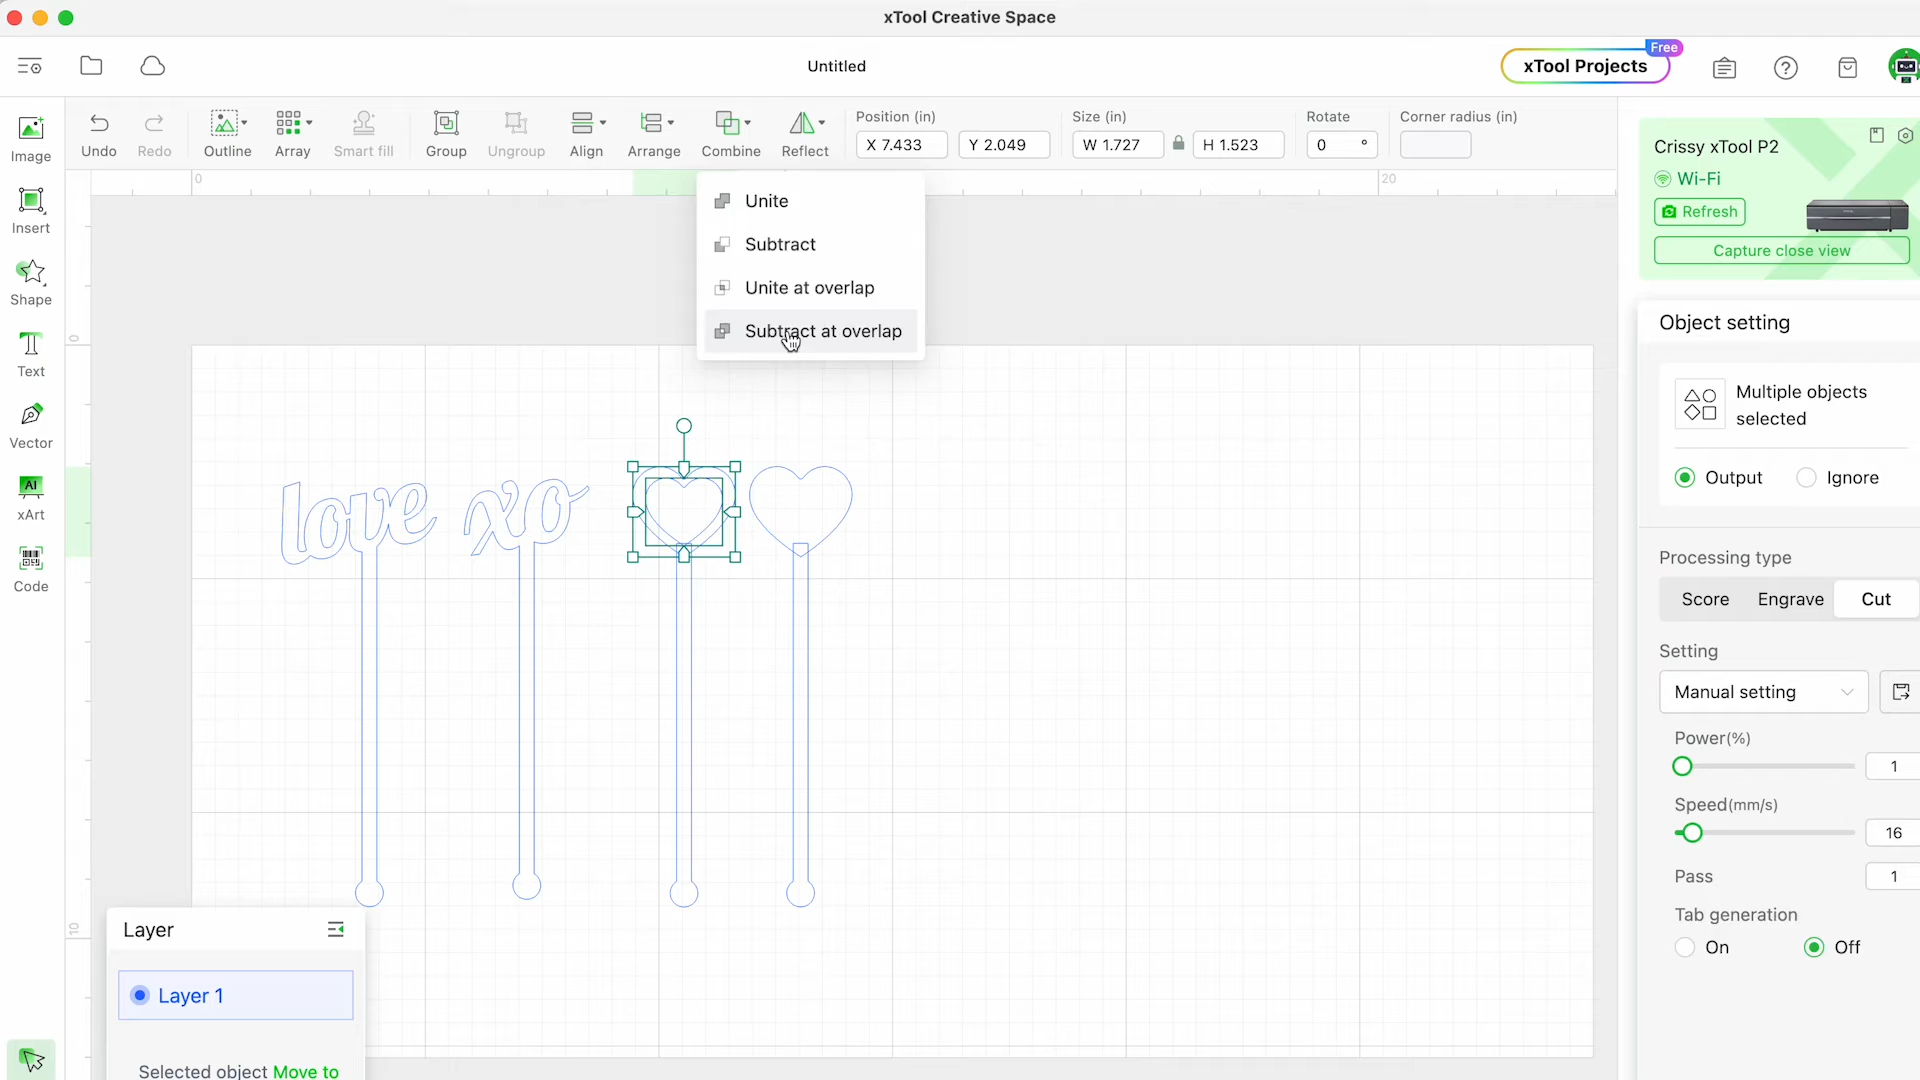 xTool Creative Space
Untitled
xTool Projects
Free
Image
Insert
Shape
Text
Vector
AI
xArt
Code
Undo
Redo
Outline
Array
Smart fill
Group
Ungroup
Align
Arrange
Combine
Reflect
Position (in)
X 7.433
Y 2.049
Size (in)
W 1.727
H 1.523
Rotate
0 °
Corner radius (in)
0
20
0
10
Unite
Subtract
Unite at overlap
Subtract at overlap
love
xo
Layer
Layer 1
Selected object Move to
Crissy xTool P2
Wi-Fi
Refresh
Capture close view
Object setting
Multiple objects
selected
Output
Ignore
Processing type
Score
Engrave
Cut
Setting
Manual setting
Power(%)
1
Speed(mm/s)
16
Pass
1
Tab generation
On
Off